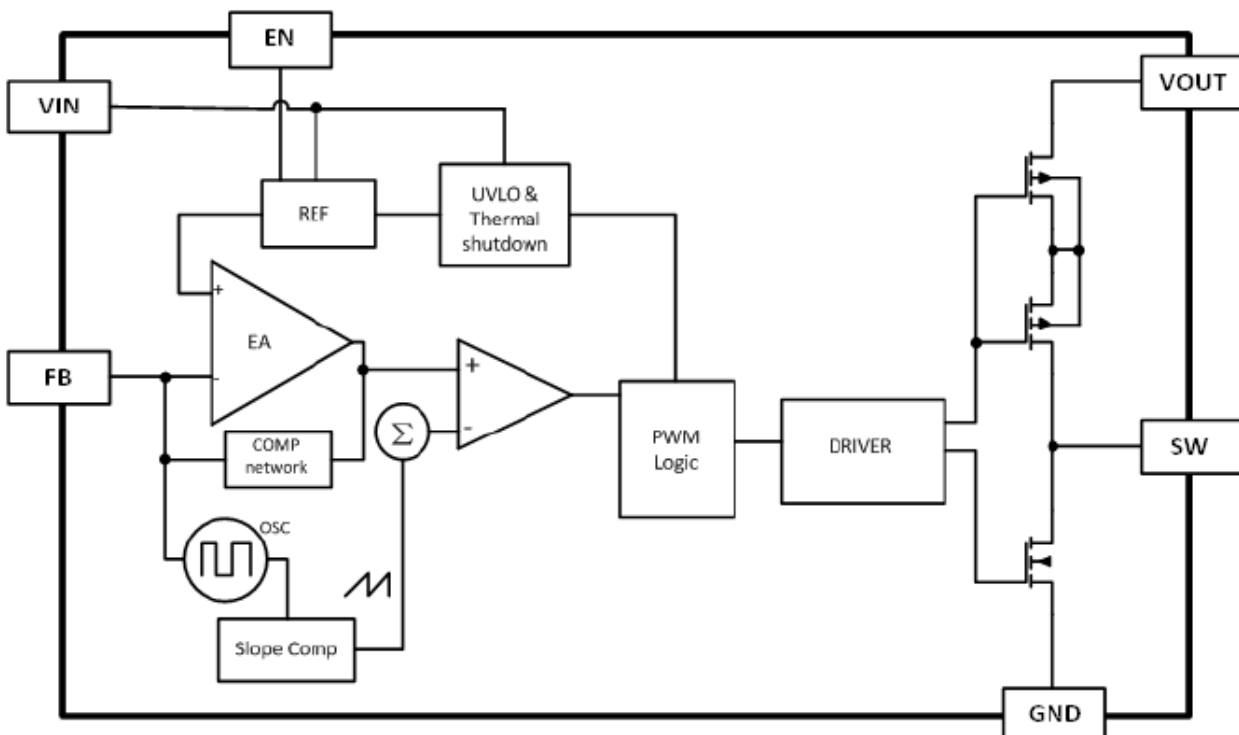 EN
VIN
VOUT
REF
UVLO &
Thermal
shutdown
+
EA
-
FB
+
-
Σ
COMP
network
PWM
Logic
DRIVER
SW
OSC
Slope Comp
GND